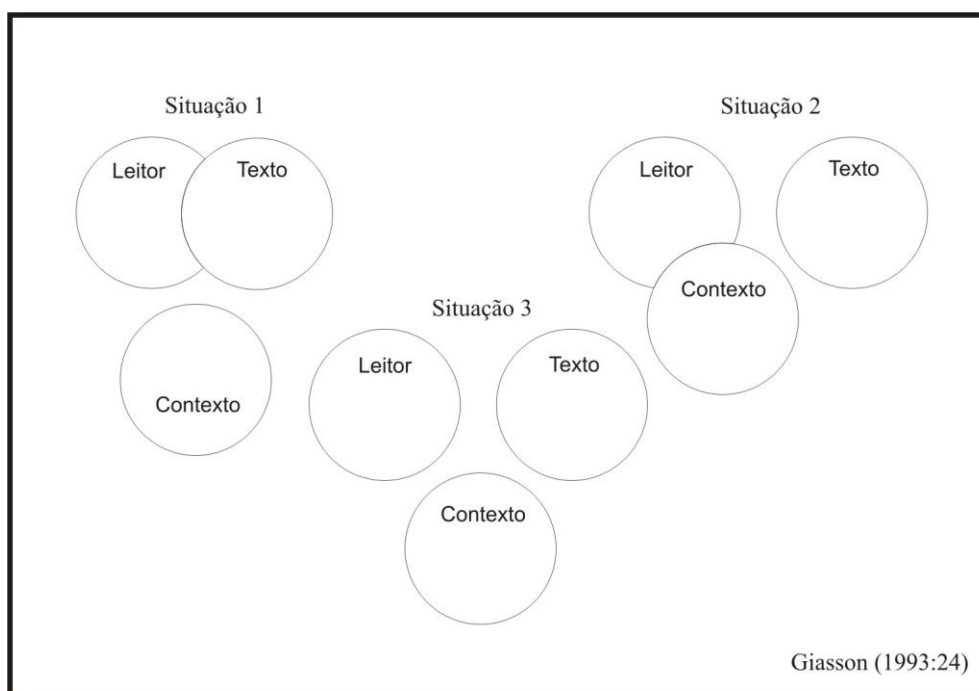 Situação 1
Leitor
Texto
Contexto
Situação 2
Leitor
Texto
Contexto
Situação 3
Leitor
Texto
Contexto
Giasson (1993:24)